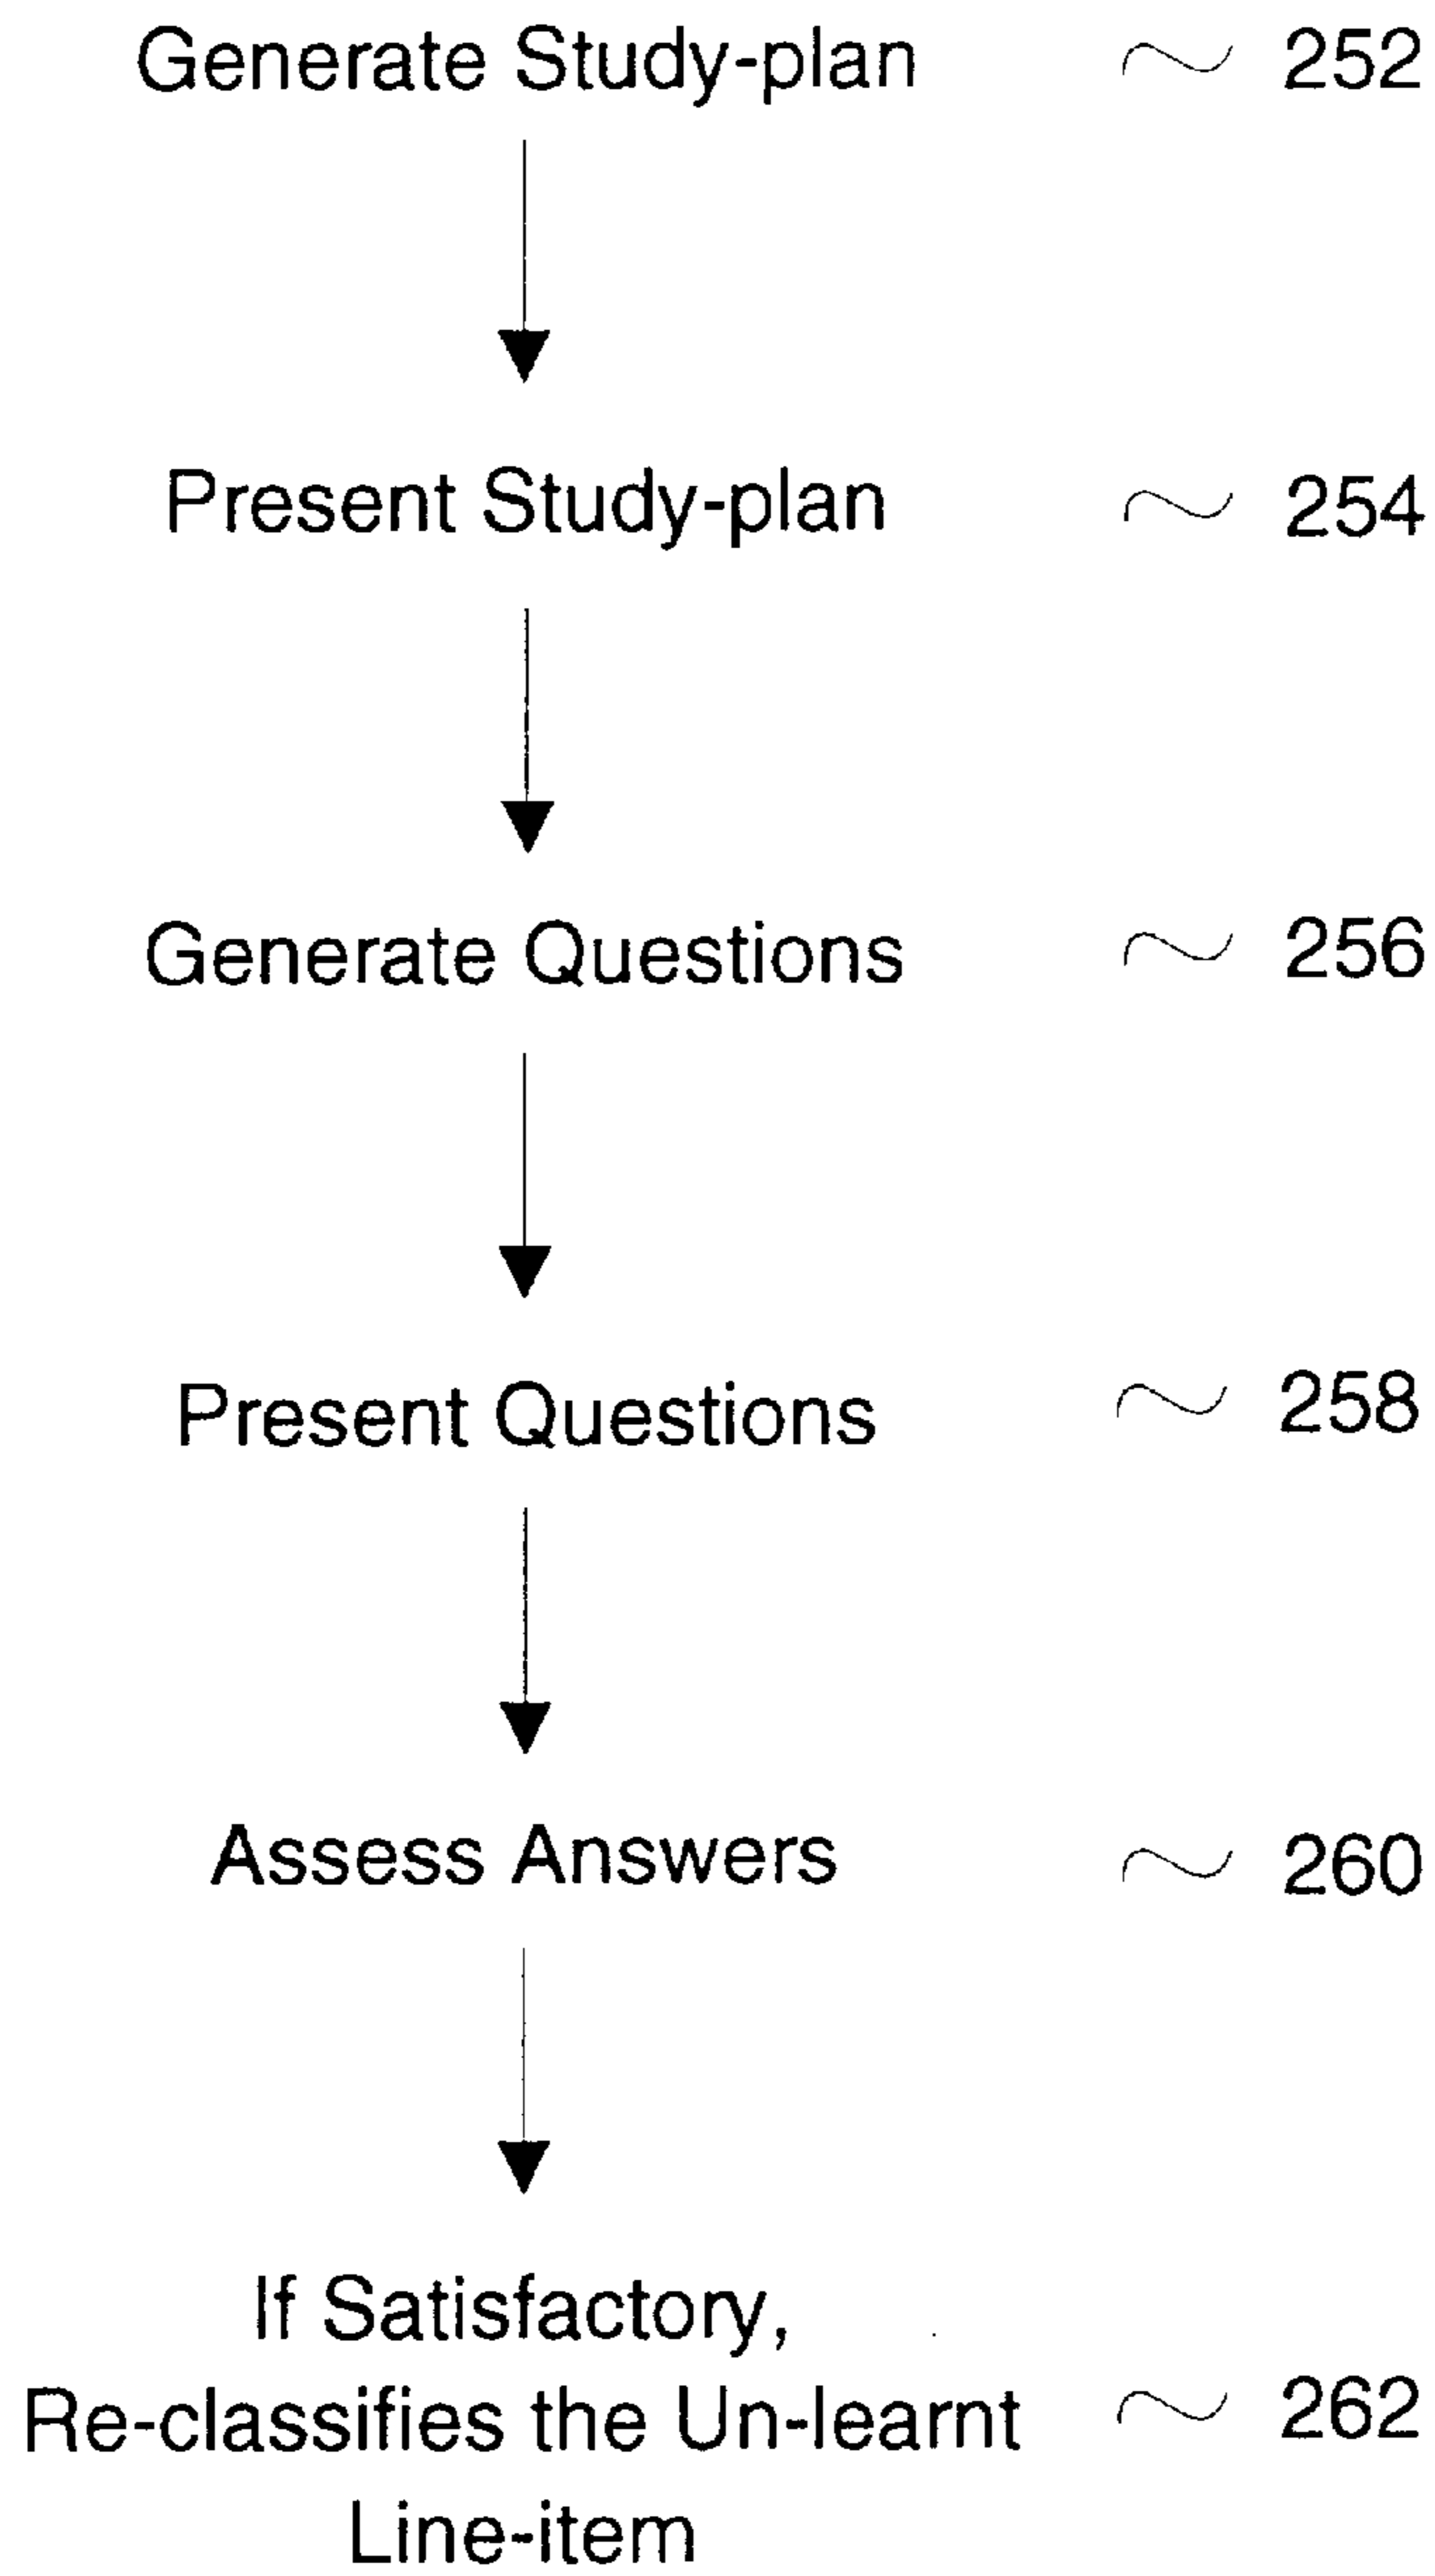 Generate Study-plan 252
Present Study-plan 254
Generate Questions 256
Present Questions 258
Assess Answers 260
If Satisfactory,
Re-classifies the Un-learnt 262
Line-item